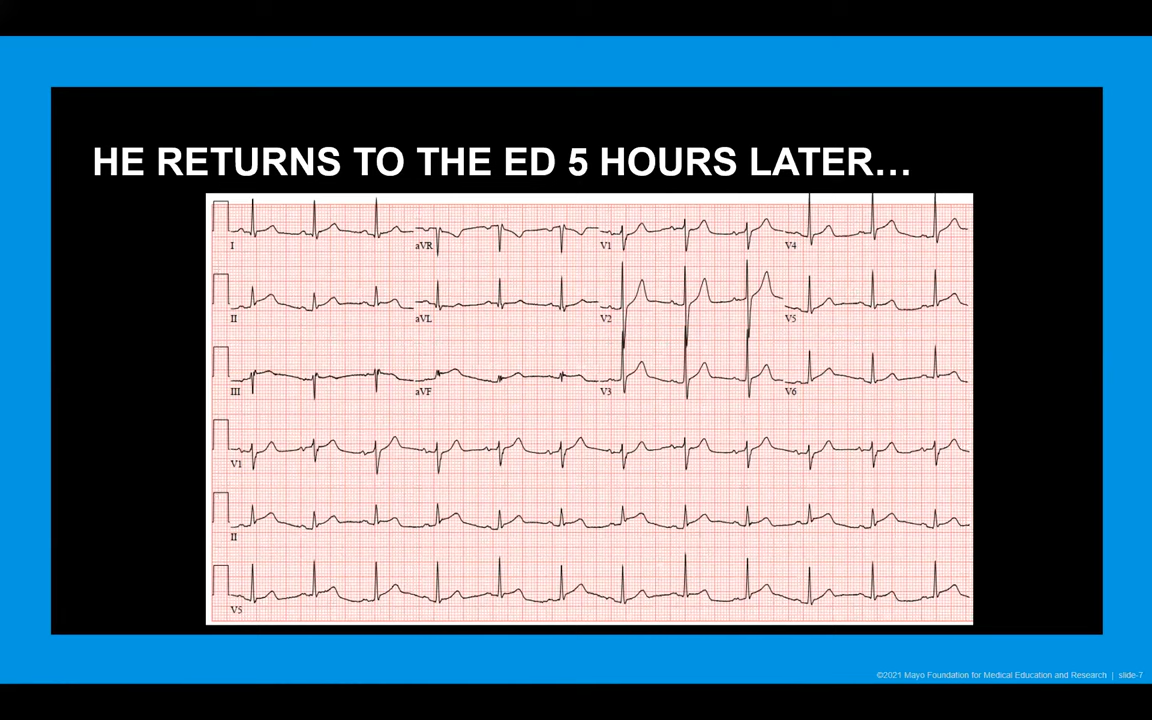 HE RETURNS TO THE ED 5 HOURS LATER…
I aVR V1 V4
II aVL V2 V5
III aVF V3 V6
V1
II
V5
©2021 Mayo Foundation for Medical Education and Research | slide-7